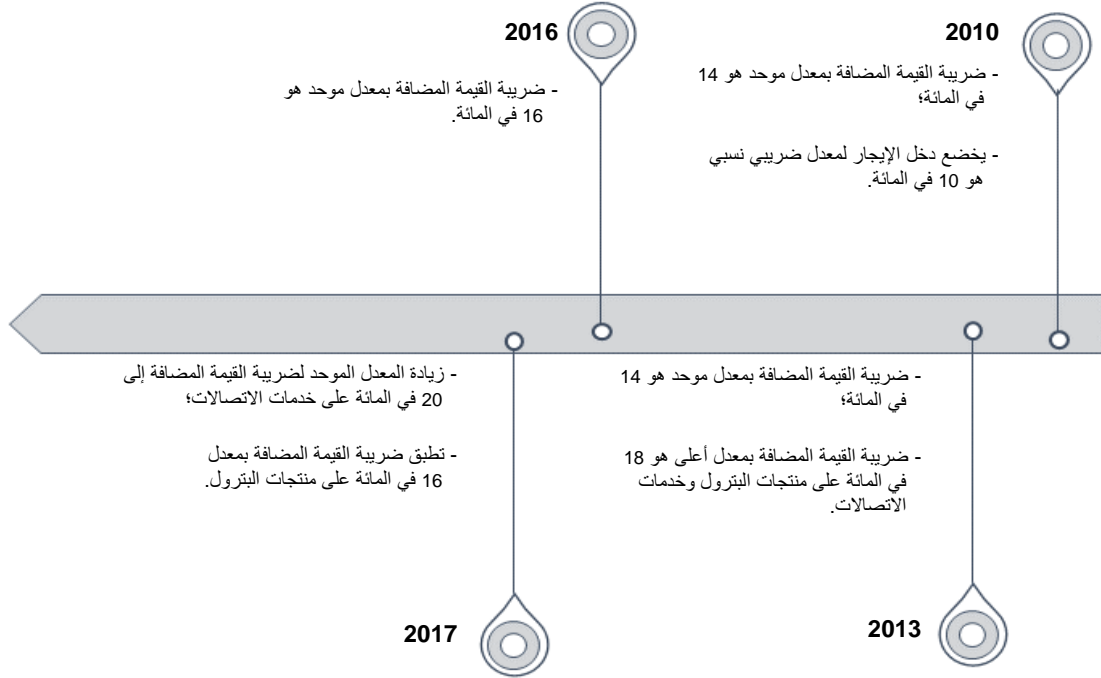 2010
- ضريبة القيمة المضافة بمعدل موحد هو 14
في المائة؛
- يخضع دخل الإيجار لمعدل ضريبي نسبي
هو 10 في المائة.
2016
- ضريبة القيمة المضافة بمعدل موحد هو
16 في المائة.
- ضريبة القيمة المضافة بمعدل موحد هو 14
في المائة؛
- ضريبة القيمة المضافة بمعدل أعلى هو 18
في المائة على منتجات البترول وخدمات
الاتصالات.
2013
- زيادة المعدل الموحد لضريبة القيمة المضافة إلى
20 في المائة على خدمات الاتصالات؛
- تطبق ضريبة القيمة المضافة بمعدل
16 في المائة على منتجات البترول.
2017